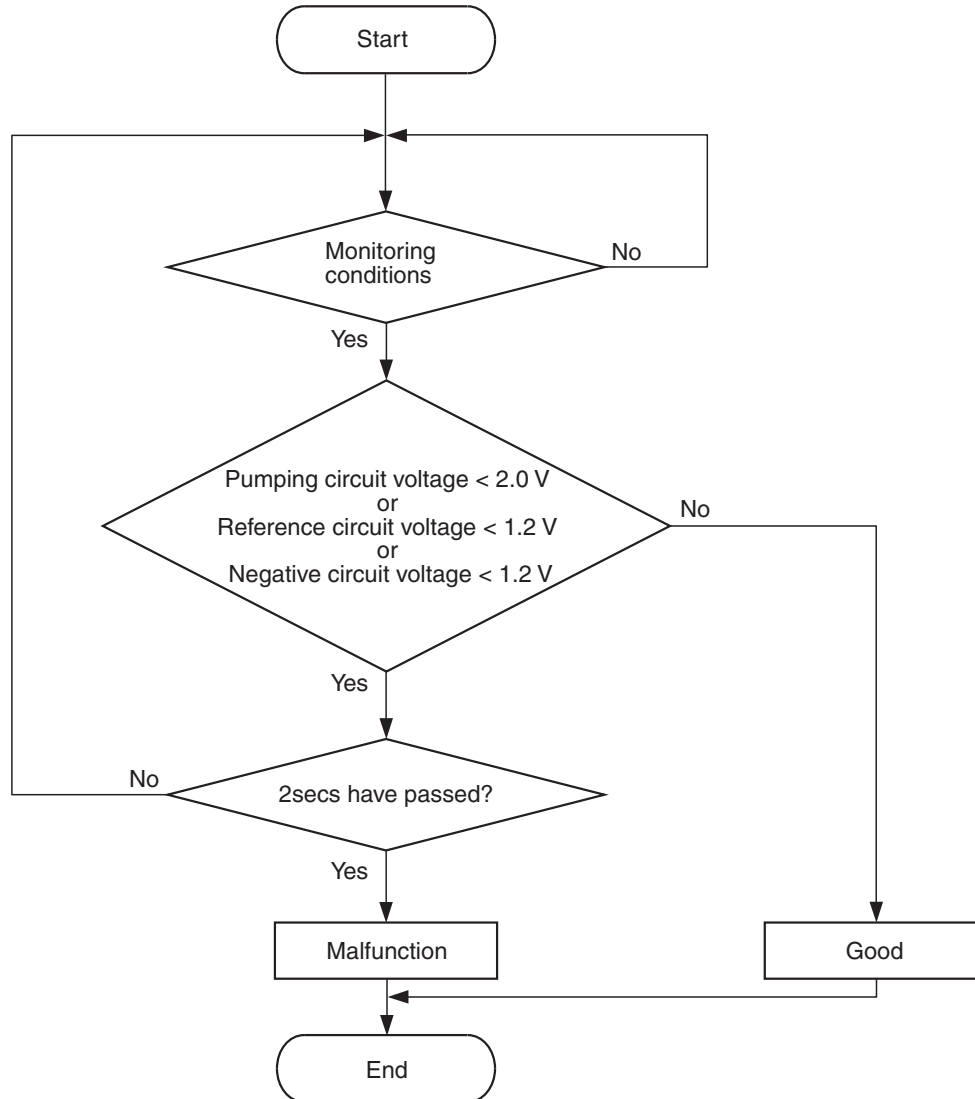 Start
Monitoring
conditions
No
Yes
Pumping circuit voltage < 2.0 V
or
Reference circuit voltage < 1.2 V
or
Negative circuit voltage < 1.2 V
No
Yes
2secs have passed?
No
Yes
Malfunction
Good
End